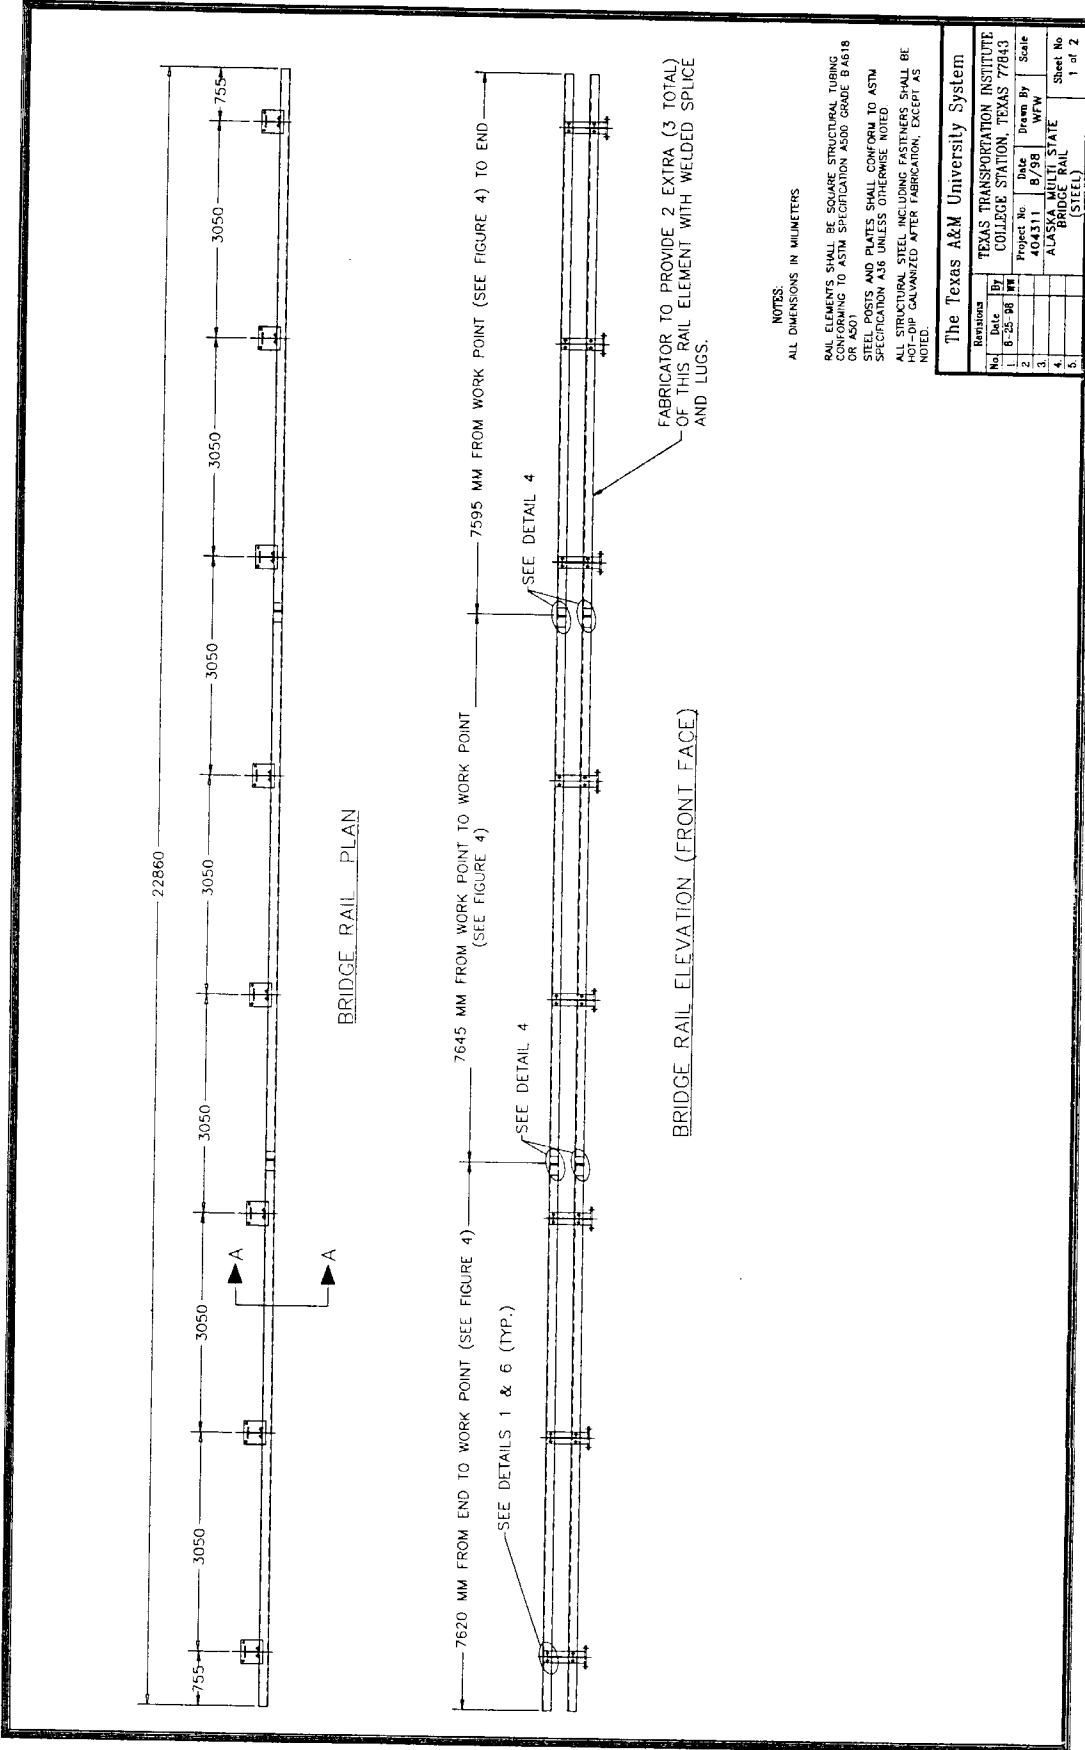 22860
755
3050
3050
3050
3050
3050
3050
3050
755
A
A
BRIDGE RAIL PLAN
7620 MM FROM END TO WORK POINT (SEE FIGURE 4)
7645 MM FROM WORK POINT TO WORK POINT
(SEE FIGURE 4)
7595 MM FROM WORK POINT (SEE FIGURE 4) TO END
SEE DETAILS 1 & 6 (TYP.)
SEE DETAIL 4
SEE DETAIL 4
FABRICATOR TO PROVIDE 2 EXTRA (3 TOTAL)
OF THIS RAIL ELEMENT WITH WELDED SPLICE
AND LUGS.
BRIDGE RAIL ELEVATION (FRONT FACE)
NOTES:
ALL DIMENSIONS IN MILIMETERS
RAIL ELEMENTS SHALL BE SQUARE STRUCTURAL TUBING
CONFORMING TO ASTM SPECIFICATION A500 GRADE B A618
OR A501
STEEL POSTS AND PLATES SHALL CONFORM TO ASTM
SPECIFICATION A36 UNLESS OTHERWISE NOTED.
ALL STRUCTURAL STEEL INCLUDING FASTENERS SHALL BE
HOT-DIP GALVANIZED AFTER FABRICATION, EXCEPT AS
NOTED.
The Texas A&M University System
Revisions
No. Date By
1. 8-25-98
2
3.
4.
5.
TEXAS TRANSPORTATION INSTITUTE
COLLEGE STATION, TEXAS 77843
Project No. Date Drawn By Scale
404311 8/98 WFW
ALASKA MULTI STATE
BRIDGE RAIL
(STEEL)
Sheet No.
1 of 2